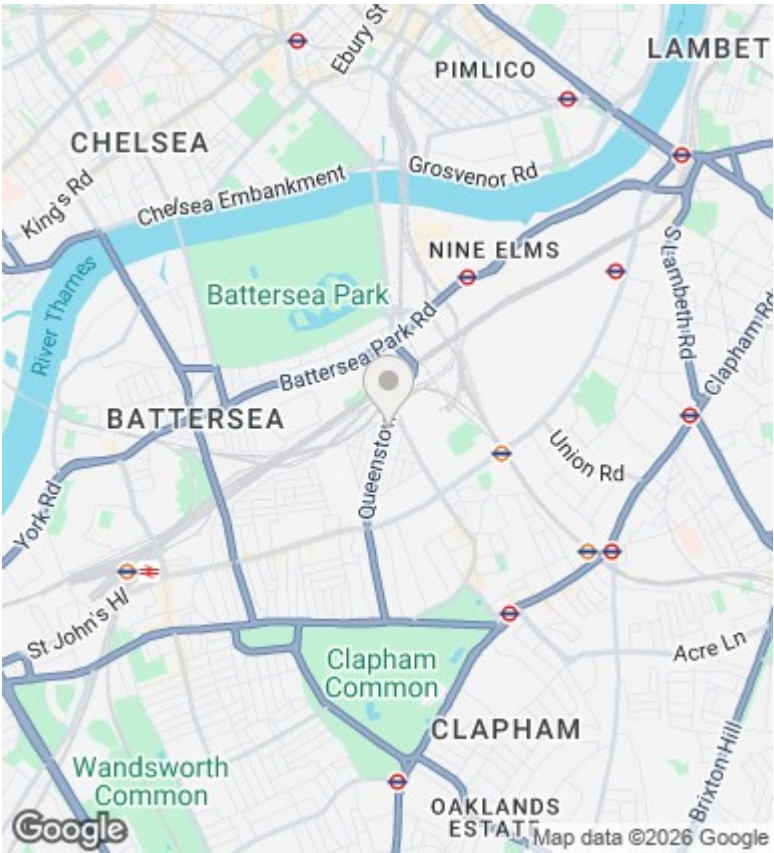 Ebury St
PIMLICO
LAMBET
CHELSEA
Grosvenor Rd
King's Rd
Chelsea Embankment
NINE ELMS
River Thames
Battersea Park
S Lambeth Rd
Battersea Park Rd
Clapham Rd
BATTERSEA
Queensto
Union Rd
York Rd
St John's Hl
Acre Ln
Clapham
Common
CLAPHAM
Wandsworth
Common
Brixton Hill
OAKLANDS
ESTATE
Google
Map data ©2026 Google